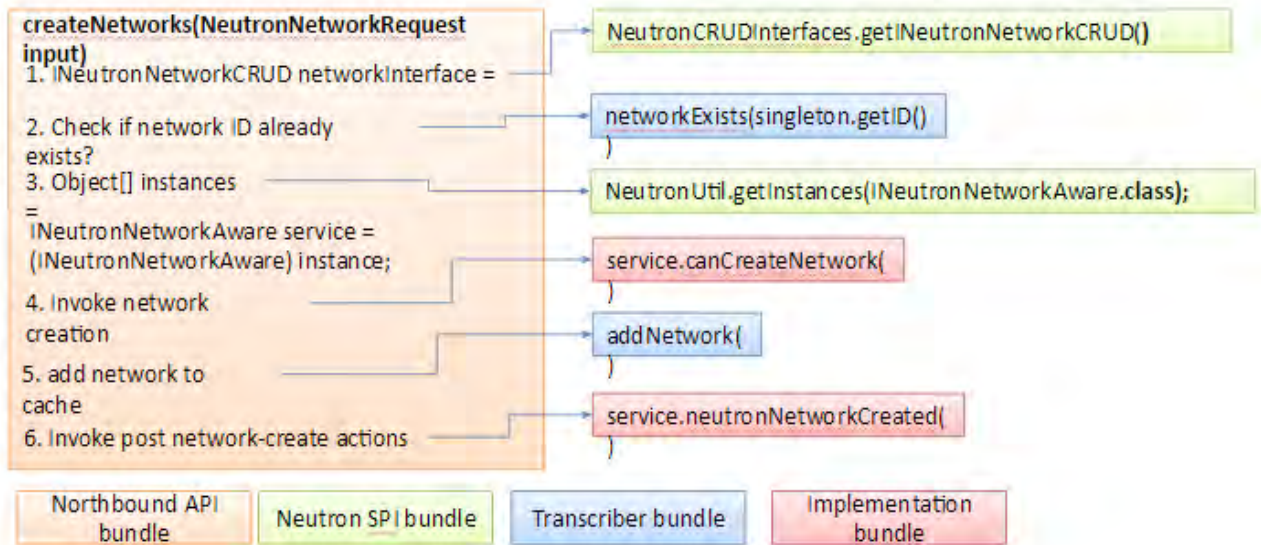 createNetworks(NeutronNetworkRequest
input)
1. INeutronNetworkCRUD networkInterface =
NeutronCRUDInterfaces.getINeutronNetworkCRUD()
2. Check if network ID already
exists?
networkExists(singleton.getID()
)
3. Object[] instances
=
NeutronUtil.getInstances(INeutronNetworkAware.class);
INeutronNetworkAware service =
(INeutronNetworkAware) instance;
service.canCreateNetwork(
)
4. Invoke network
creation
addNetwork(
)
5. add network to
cache
service.neutronNetworkCreated(
)
6. Invoke post network-create actions
Northbound API
bundle
Neutron SPI bundle
Transcriber bundle
Implementation
bundle